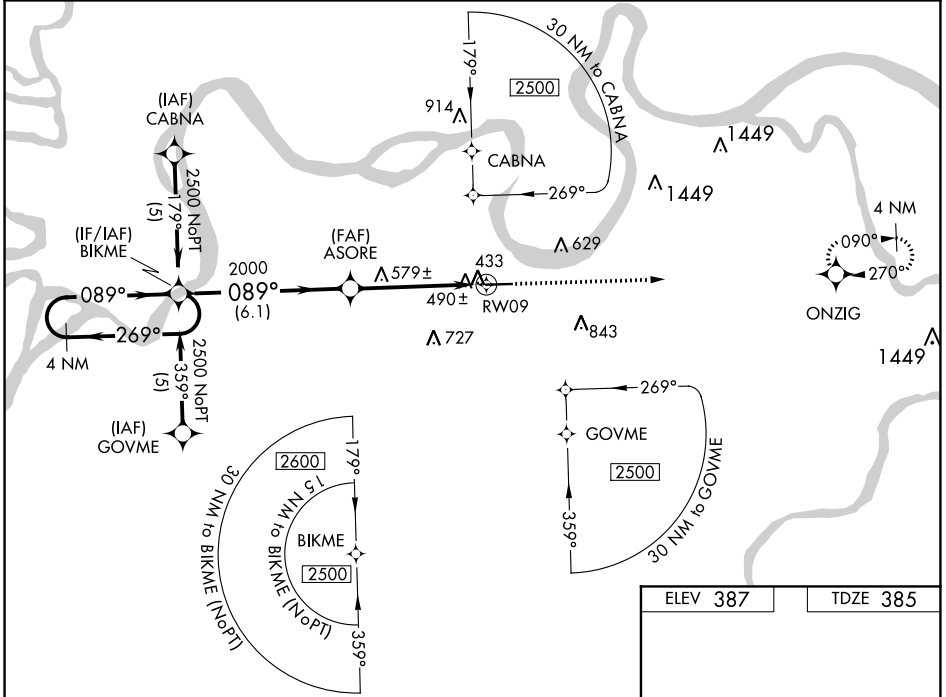 30 NM to CABNA
179°
2500
914
CABNA
269°
1449
1449
(IAF)
CABNA
2500 NoPT
179°
(5)
4 NM
090°
270°
ONZIG
(IF/IAF)
BIKME
(FAF)
ASORE
629
433
579±
490±
RW09
2000
089°
(6.1)
089°
269°
4 NM
727
843
1449
2500 NoPT
359°
(5)
(IAF)
GOVME
269°
GOVME
2500
359°
30 NM to GOVME
2600
179°
30 NM to BIKME (NoPT)
15 NM to BIKME (NoPT)
BIKME
2500
359°
ELEV 387
TDZE 385